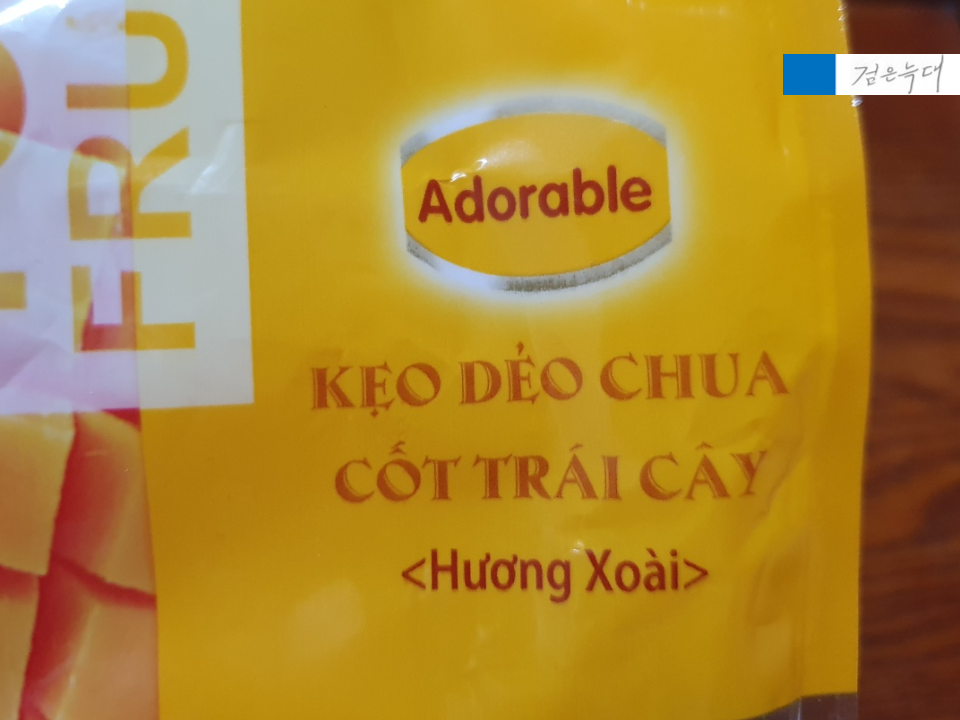 검은늑대
FRU
Adorable
KẸO DẺO CHUA
CỐT TRÁI CÂY
<Hương Xoài>